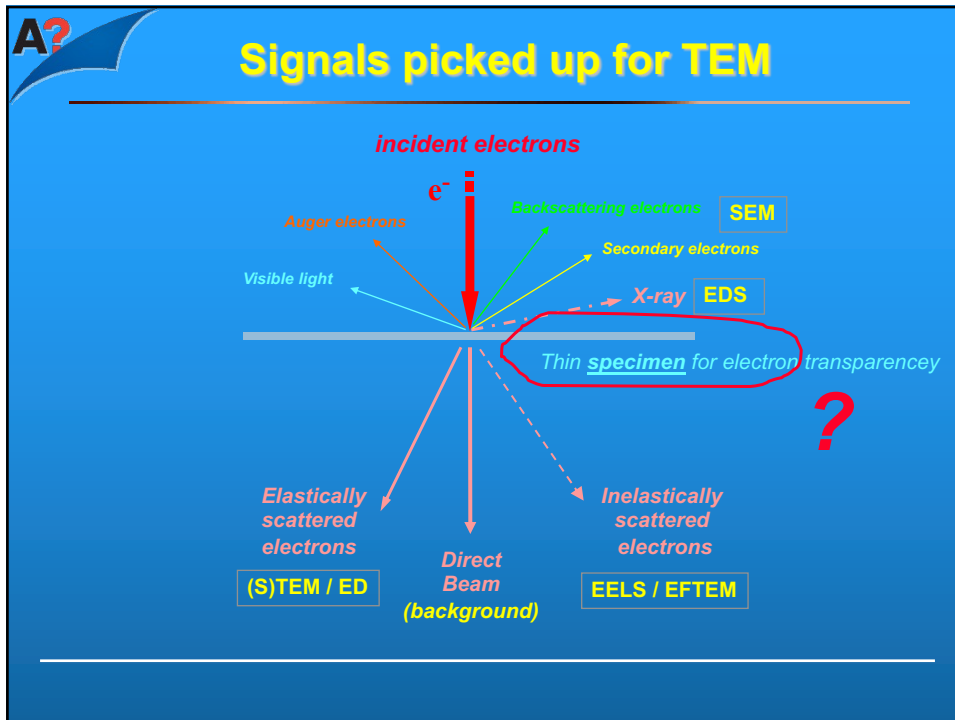 A?
Signals picked up for TEM
incident electrons
e-
Auger electrons
Backscattering electrons
SEM
Secondary electrons
Visible light
X-ray
EDS
Thin specimen for electron transparencey
?
Elastically
scattered
electrons
(S)TEM / ED
Direct
Beam
(background)
Inelastically
scattered
electrons
EELS / EFTEM